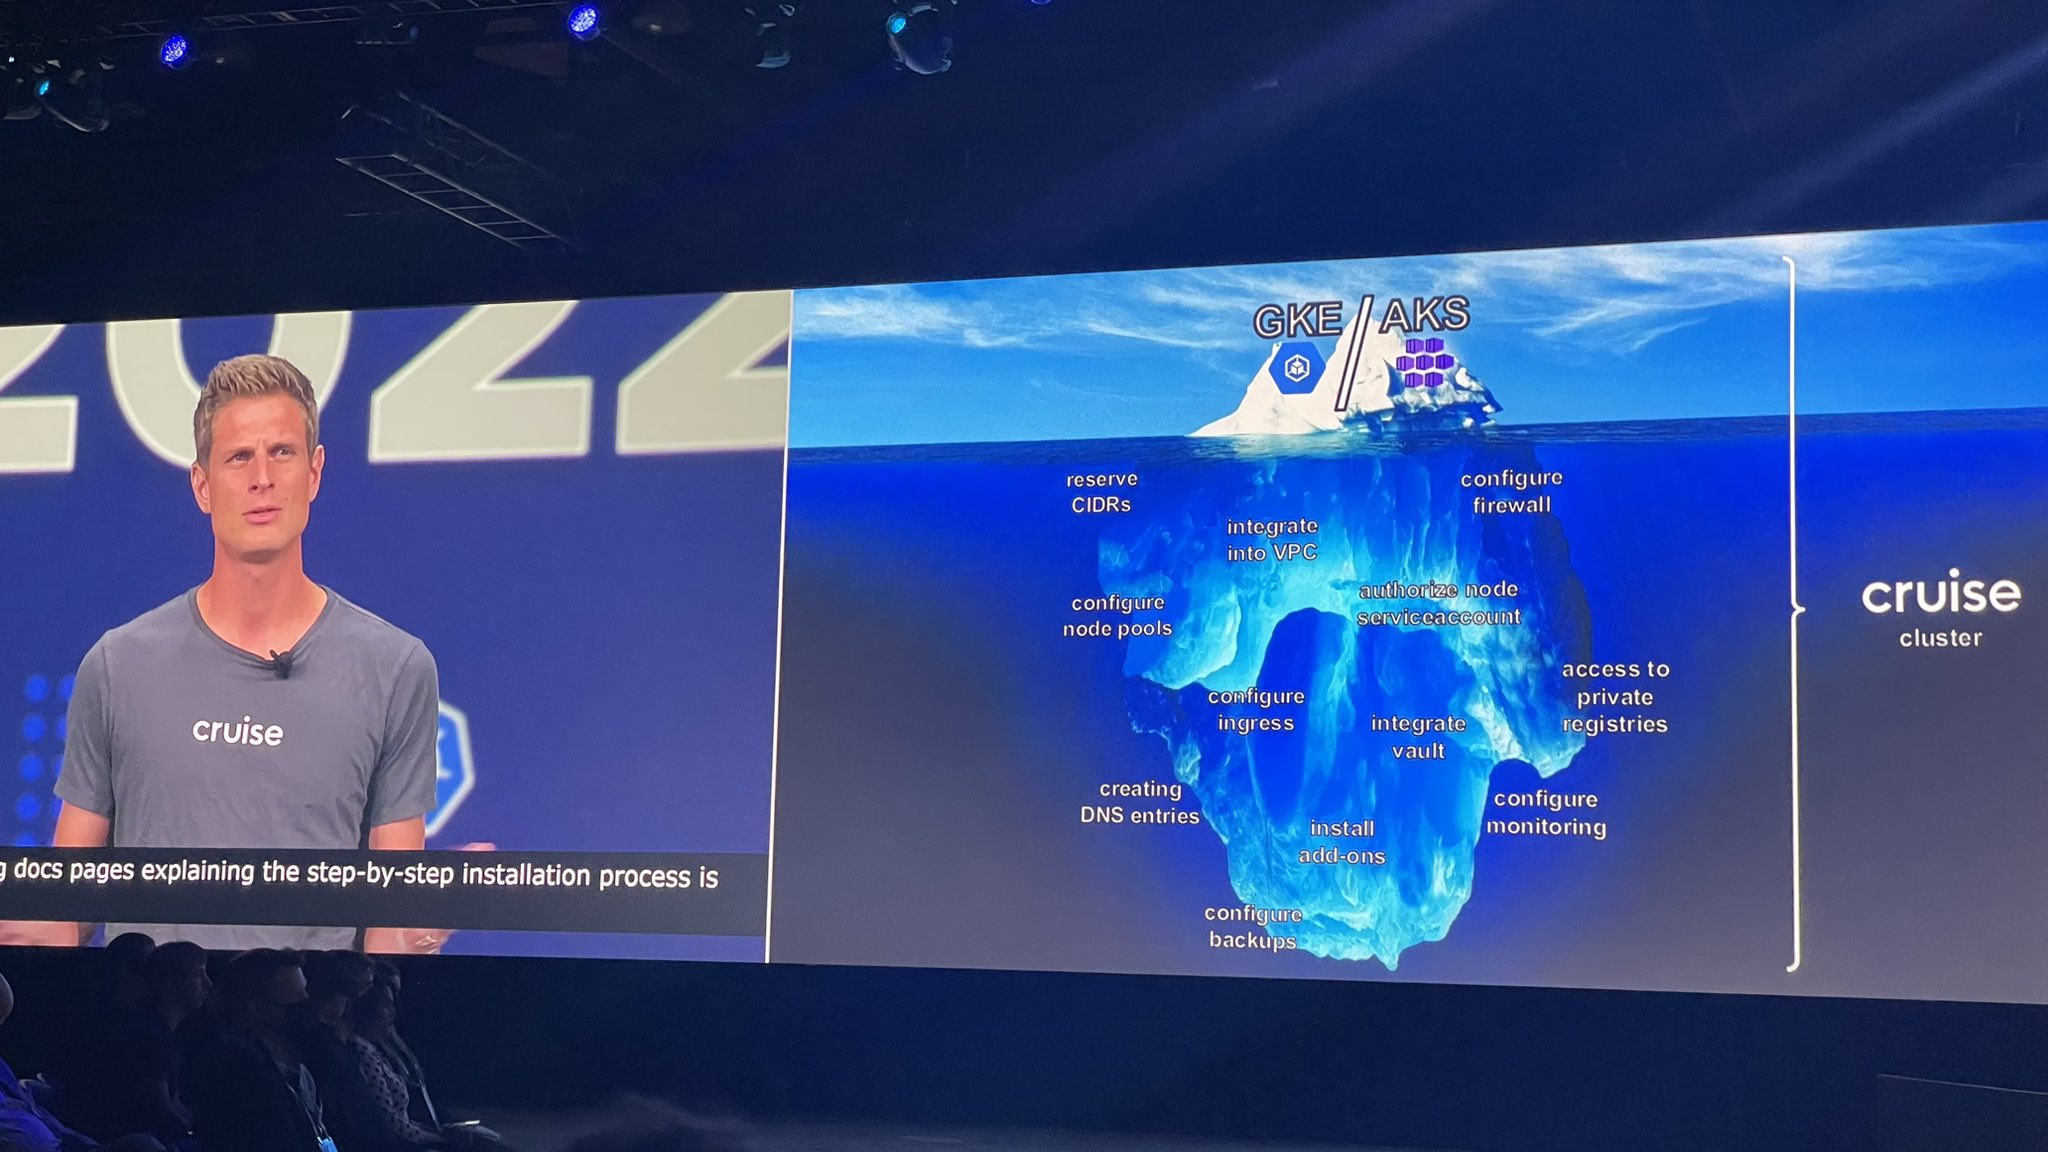 2022
cruise
g docs pages explaining the step-by-step installation process is
GKE / AKS
reserve
CIDRs
configure
firewall
integrate
into VPC
authorize node
serviceaccount
configure
node pools
access to
private
registries
configure
ingress
integrate
vault
creating
DNS entries
configure
monitoring
install
add-ons
configure
backups
cruise
cluster